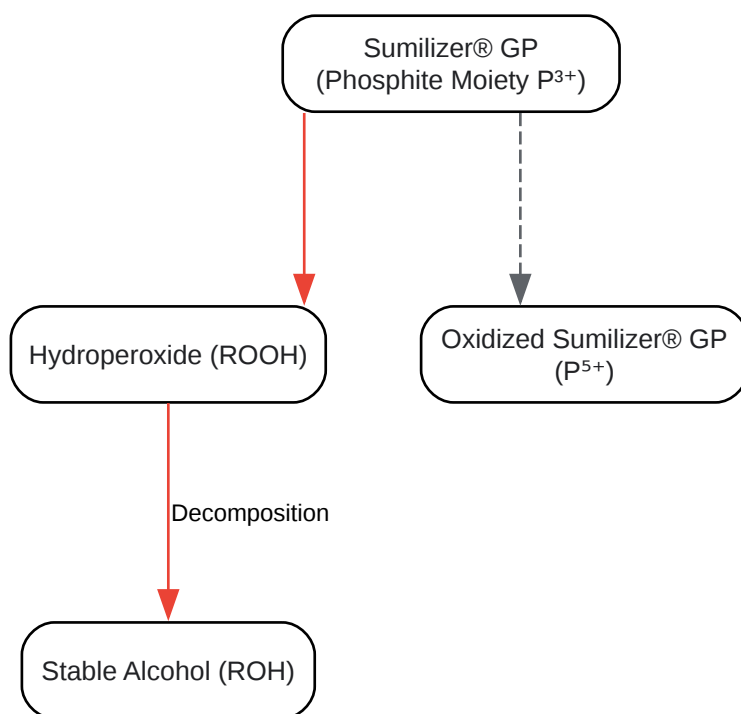 Sumilizer® GP
(Phosphite Moiety P³⁺)
Hydroperoxide (ROOH)
Oxidized Sumilizer® GP
(P⁵⁺)
Decomposition
Stable Alcohol (ROH)